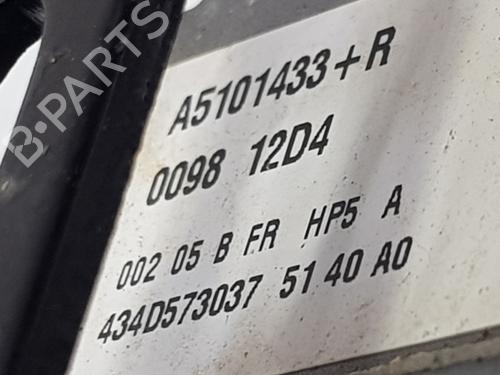 B-PARTS
A5101433+R
0098 12D4
002 05 B FR HP5 A
434D573037 51 40 A0